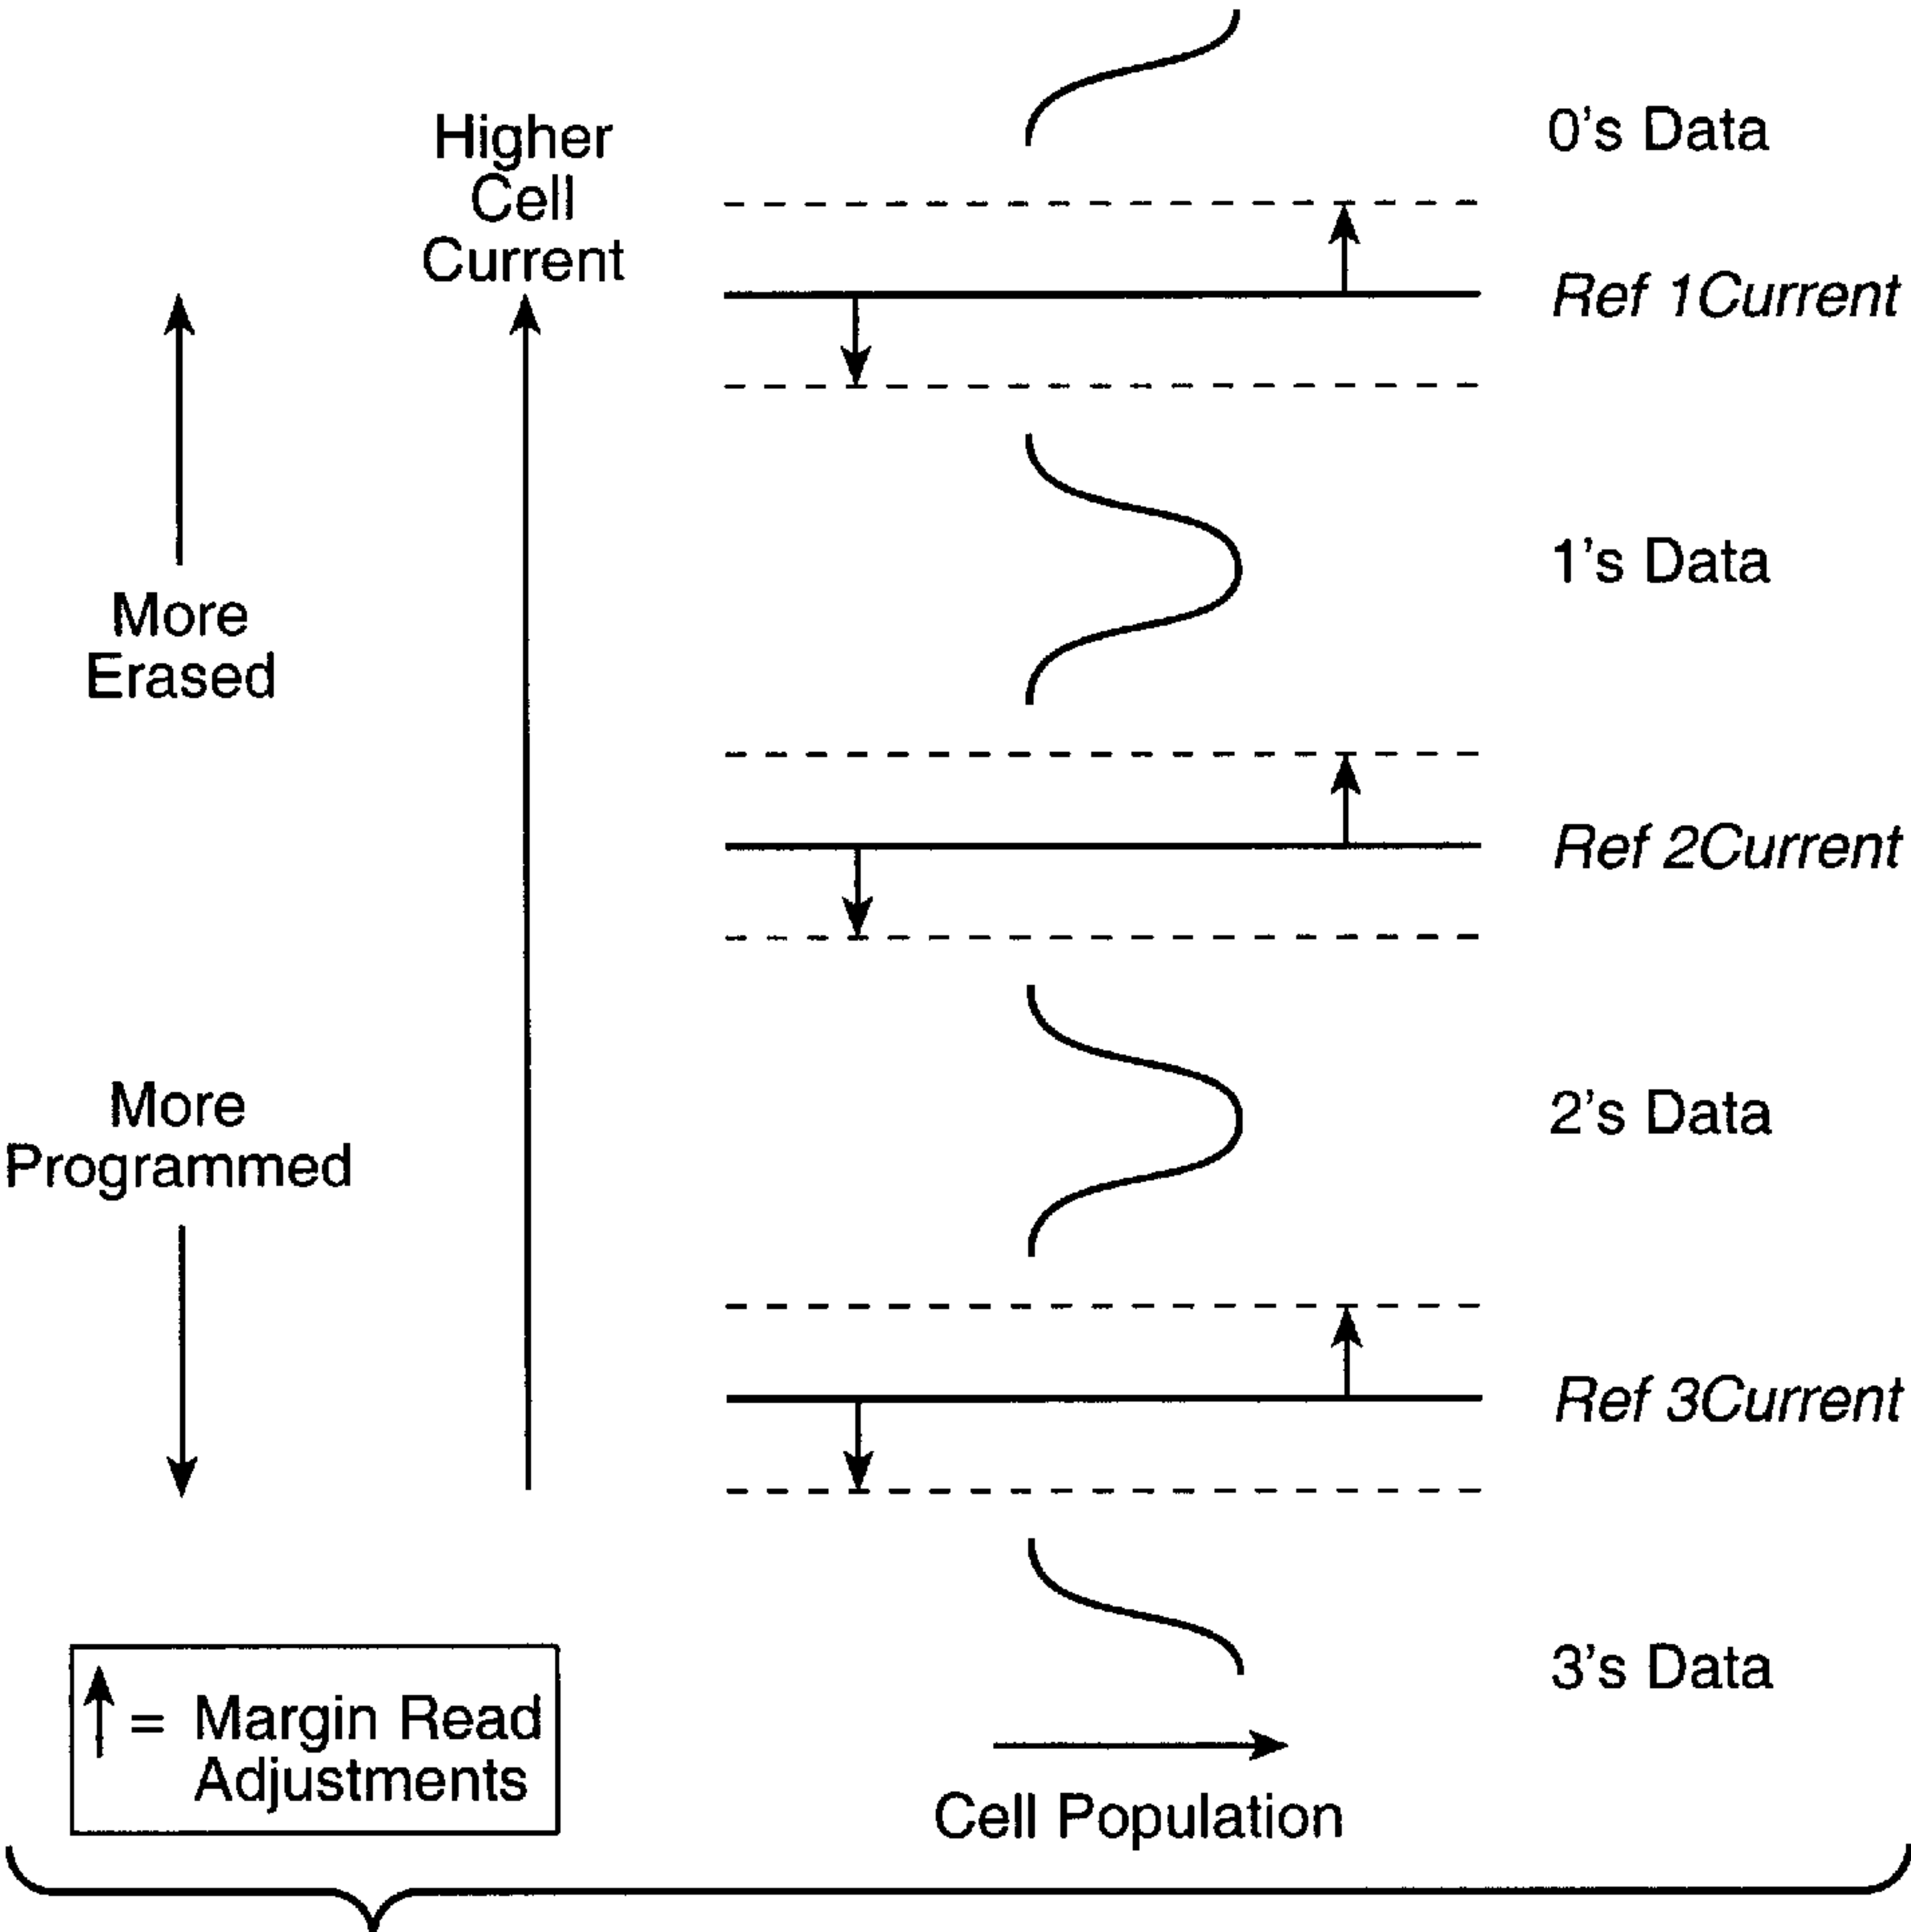 0's Data
Higher
Cell
Current
Ref 1Current
1's Data
More
Erased
Ref 2Current
More
Programmed
2's Data
Ref 3Current
3's Data
= Margin Read
Adjustments
Cell Population